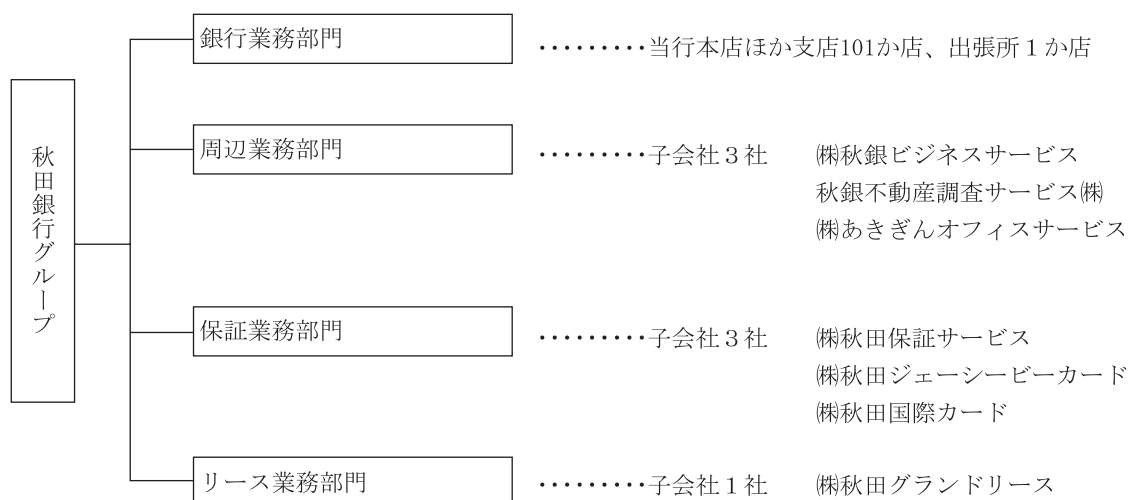 秋田銀行グループ
銀行業務部門 ･････････当行本店ほか支店101か店、出張所１か店
周辺業務部門 ･････････子会社３社 ㈱秋銀ビジネスサービス
秋銀不動産調査サービス㈱
㈱あきぎんオフィスサービス
保証業務部門 ･････････子会社３社 ㈱秋田保証サービス
㈱秋田ジェーシービーカード
㈱秋田国際カード
リース業務部門 ･････････子会社１社 ㈱秋田グランドリース